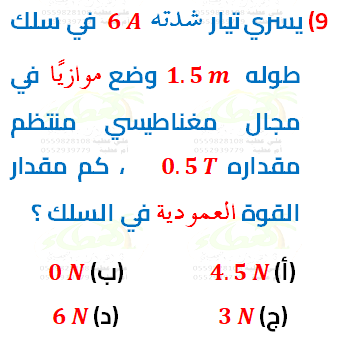 9) يسري تيار شدته 6 A في سلك
طوله 1.5 m وضع موازيًا في
مجال مغناطيسي منتظم
مقداره 0.5 T ، كم مقدار
القوة العمودية في السلك ؟
(أ) 4.5 N (ب) 0 N
(ج) 3 N (د) 6 N